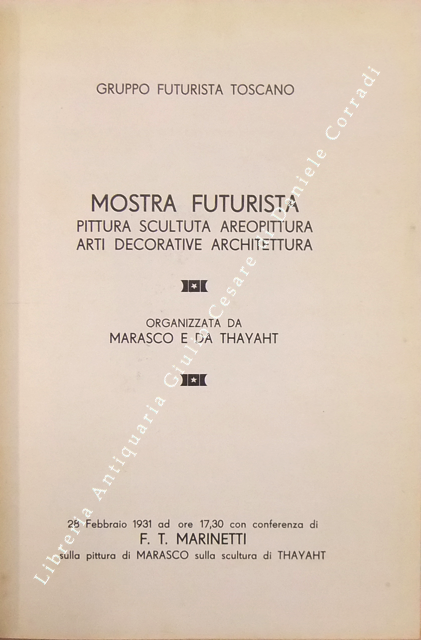 GRUPPO FUTURISTA TOSCANO
MOSTRA FUTURISTA
PITTURA SCULTUTA AREOPITTURA
ARTI DECORATIVE ARCHITETTURA
ORGANIZZATA DA
MARASCO E DA THAYAHT
28 Febbraio 1931 ad ore 17,30 con conferenza di
F. T. MARINETTI
sulla pittura di MARASCO sulla scultura di THAYAHT
Libreria Antiquaria Giulio Cesare di Daniele Corradi